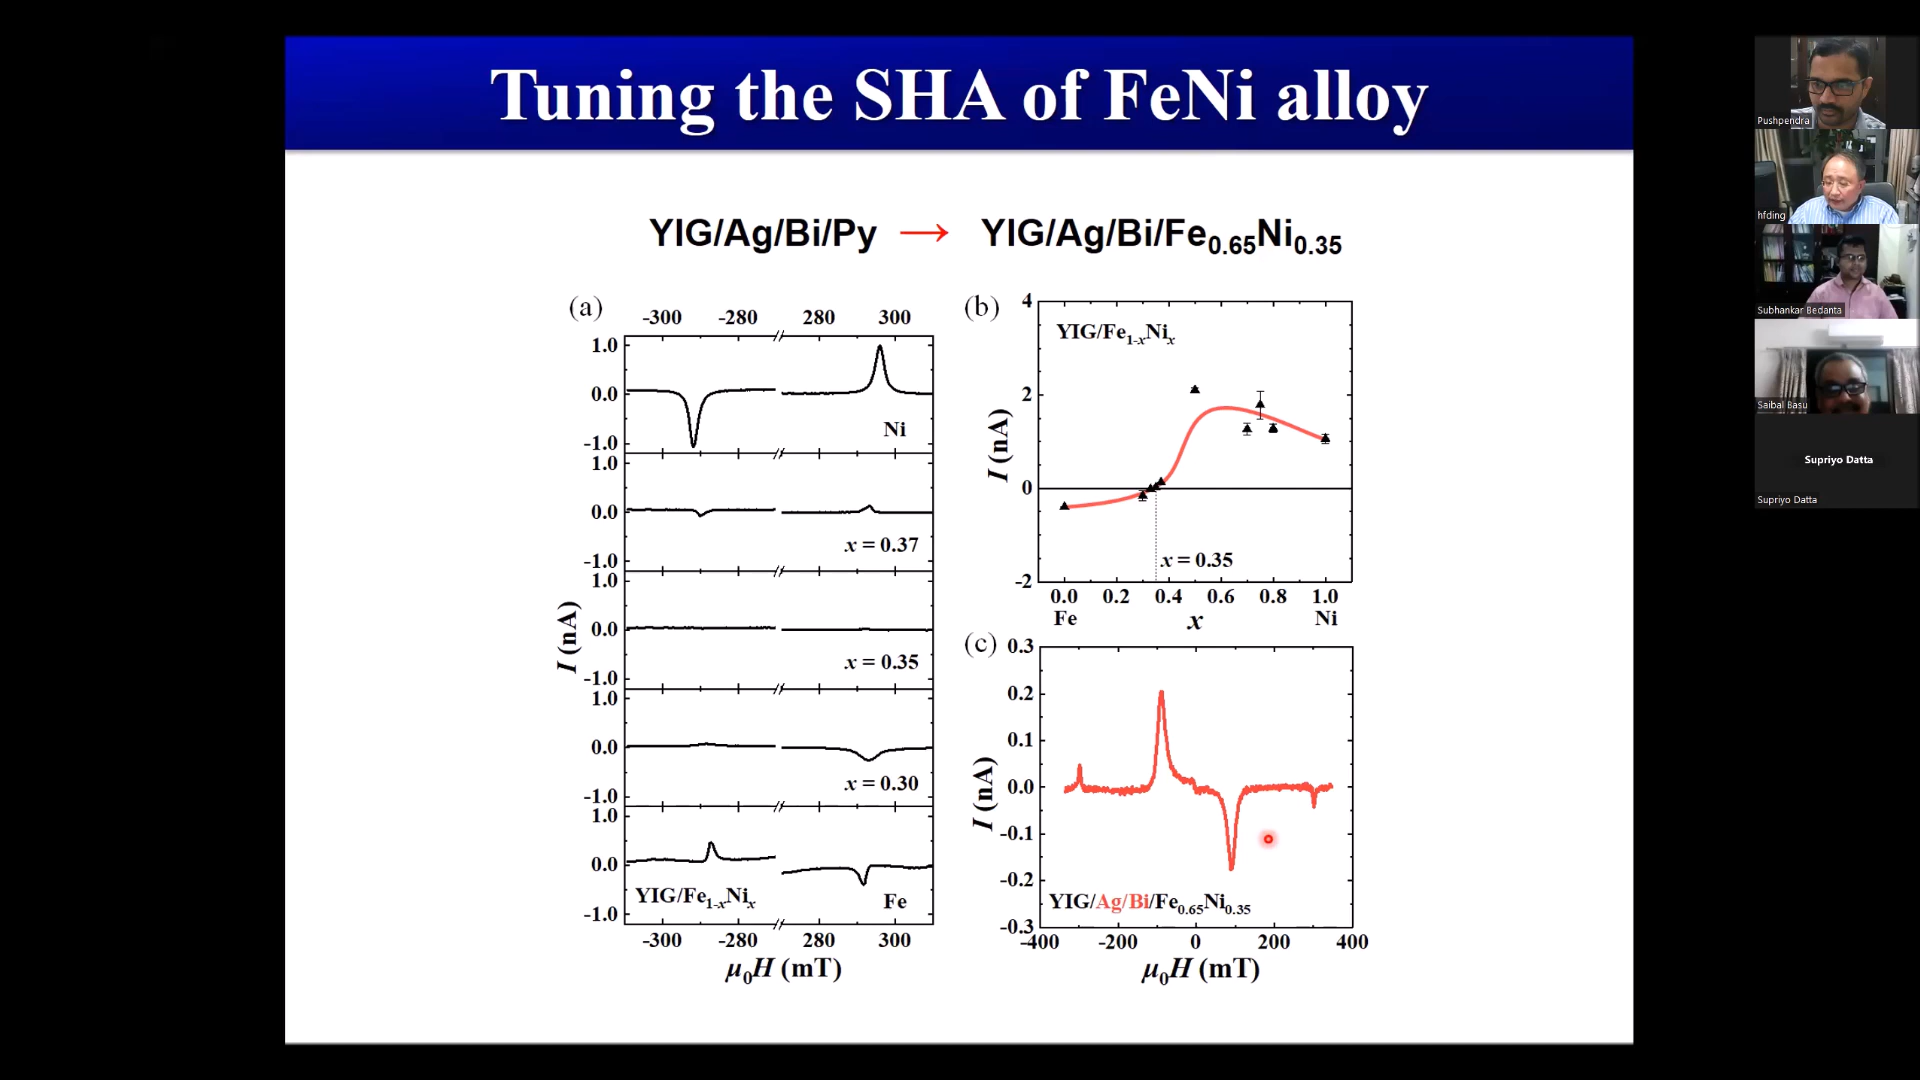 Tuning the SHA of FeNi alloy
YIG/Ag/Bi/Py → YIG/Ag/Bi/Fe0.65Ni0.35
(a)
-300 -280 280 300
1.0
0.0
-1.0
Ni
1.0
0.0
-1.0
x = 0.37
1.0
0.0
-1.0
x = 0.35
1.0
0.0
-1.0
x = 0.30
1.0
0.0
-1.0
YIG/Fe1-xNix
Fe
I (nA)
-300 -280 280 300
μ0H (mT)
(b)
4
2
0
-2
I (nA)
YIG/Fe1-xNix
x = 0.35
0.0 0.2 0.4 0.6 0.8 1.0
Fe x Ni
(c)
0.3
0.2
0.1
0.0
-0.1
-0.2
-0.3
I (nA)
YIG/Ag/Bi/Fe0.65Ni0.35
-400 -200 0 200 400
μ0H (mT)
Pushpendra
hfding
Subhankar Bedanta
Saibal Basu
Supriyo Datta
Supriyo Datta